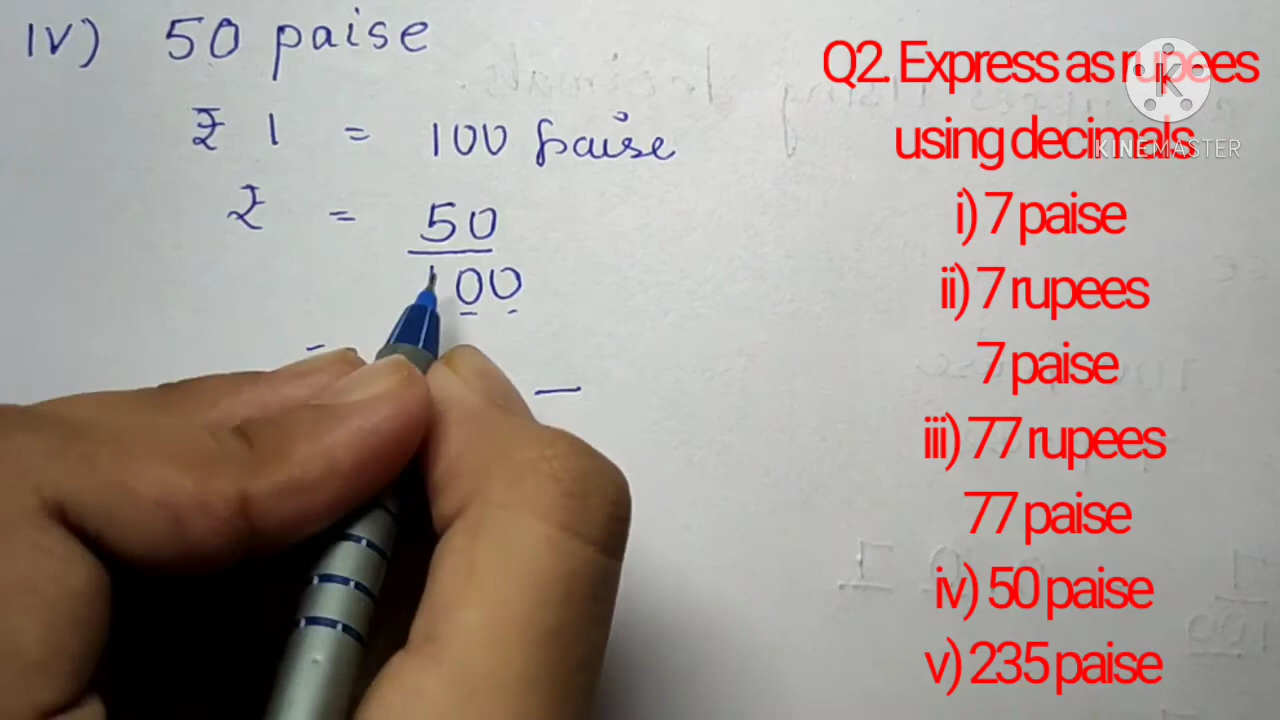 iv) 50 paise
₹ 1 = 100 paise
₹ = 50
100
=
Q2. Express as rupees
using decimals
i) 7 paise
ii) 7 rupees
7 paise
iii) 77 rupees
77 paise
iv) 50 paise
v) 235 paise
K
KINEMASTER